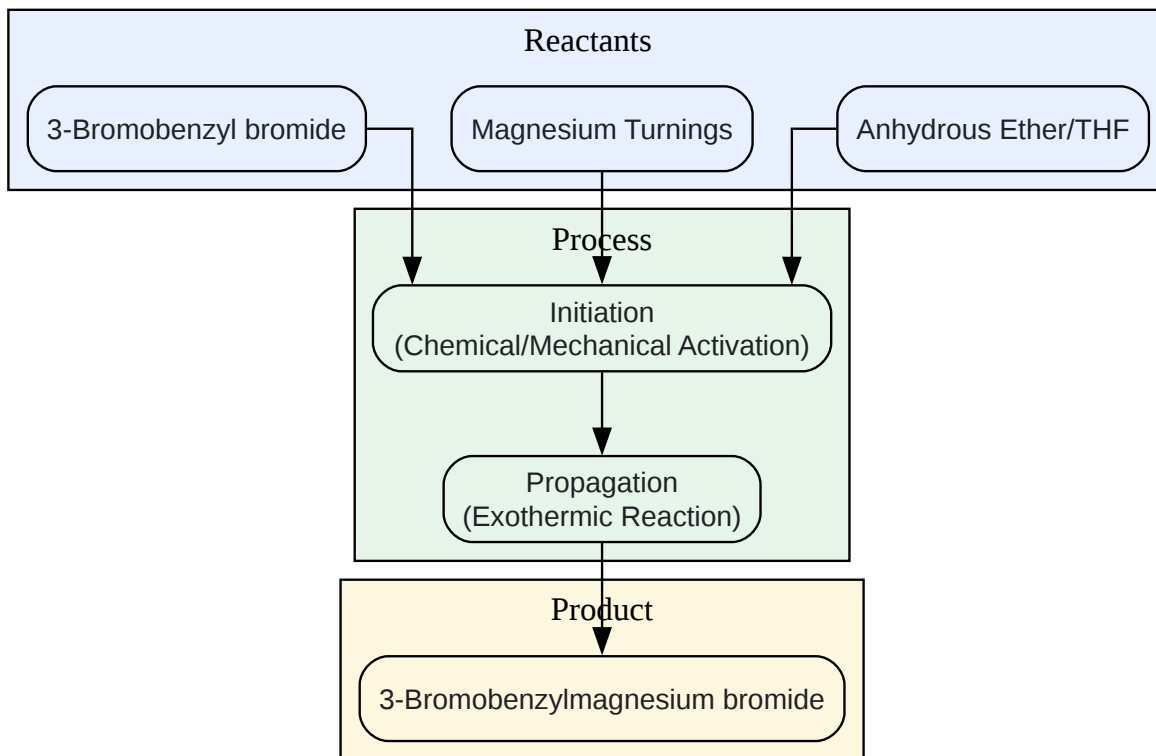 Reactants
3-Bromobenzyl bromide
Magnesium Turnings
Anhydrous Ether/THF
Process
Initiation
(Chemical/Mechanical Activation)
Propagation
(Exothermic Reaction)
Product
3-Bromobenzylmagnesium bromide